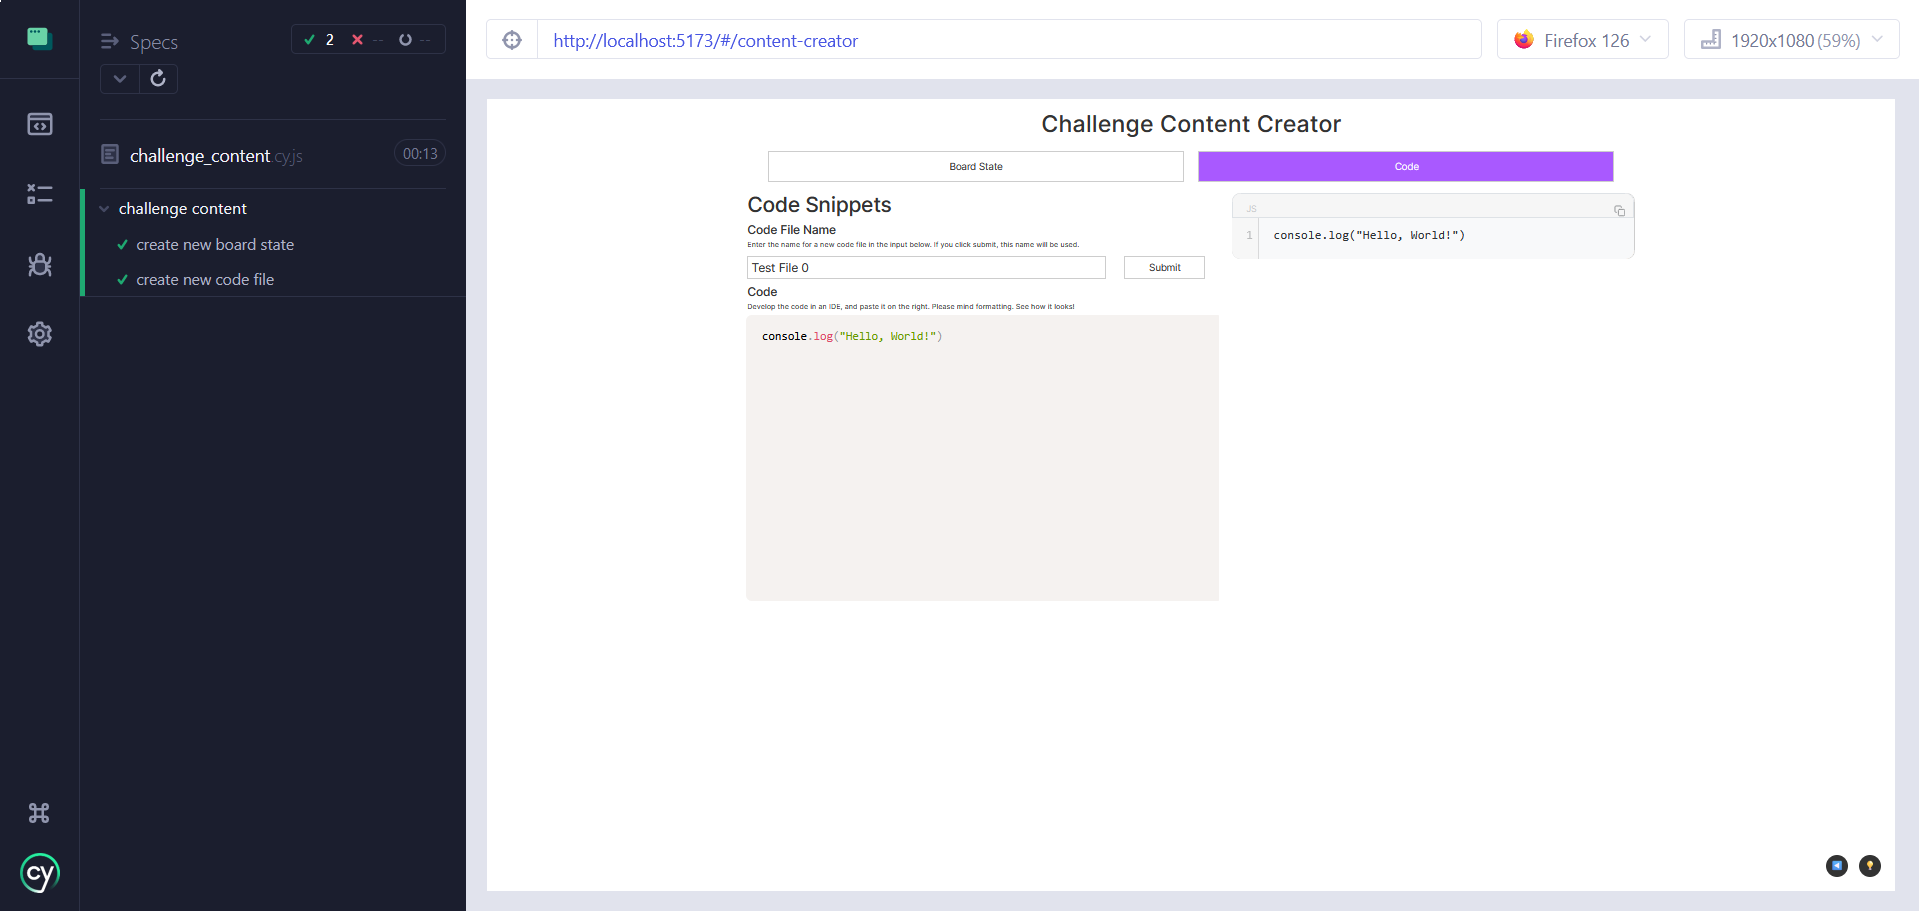 Specs
2 -- --
challenge_content.cy.js 00:13
challenge content
create new board state
create new code file
cy
http://localhost:5173/#/content-creator
Firefox 126
1920x1080 (59%)
Challenge Content Creator
Board State
Code
Code Snippets
Code File Name
Enter the name for a new code file in the input below. If you click submit, this name will be used.
Test File 0
Submit
Code
Develop the code in an IDE, and paste it on the right. Please mind formatting. See how it looks!
console.log("Hello, World!")
JS
1 console.log("Hello, World!")